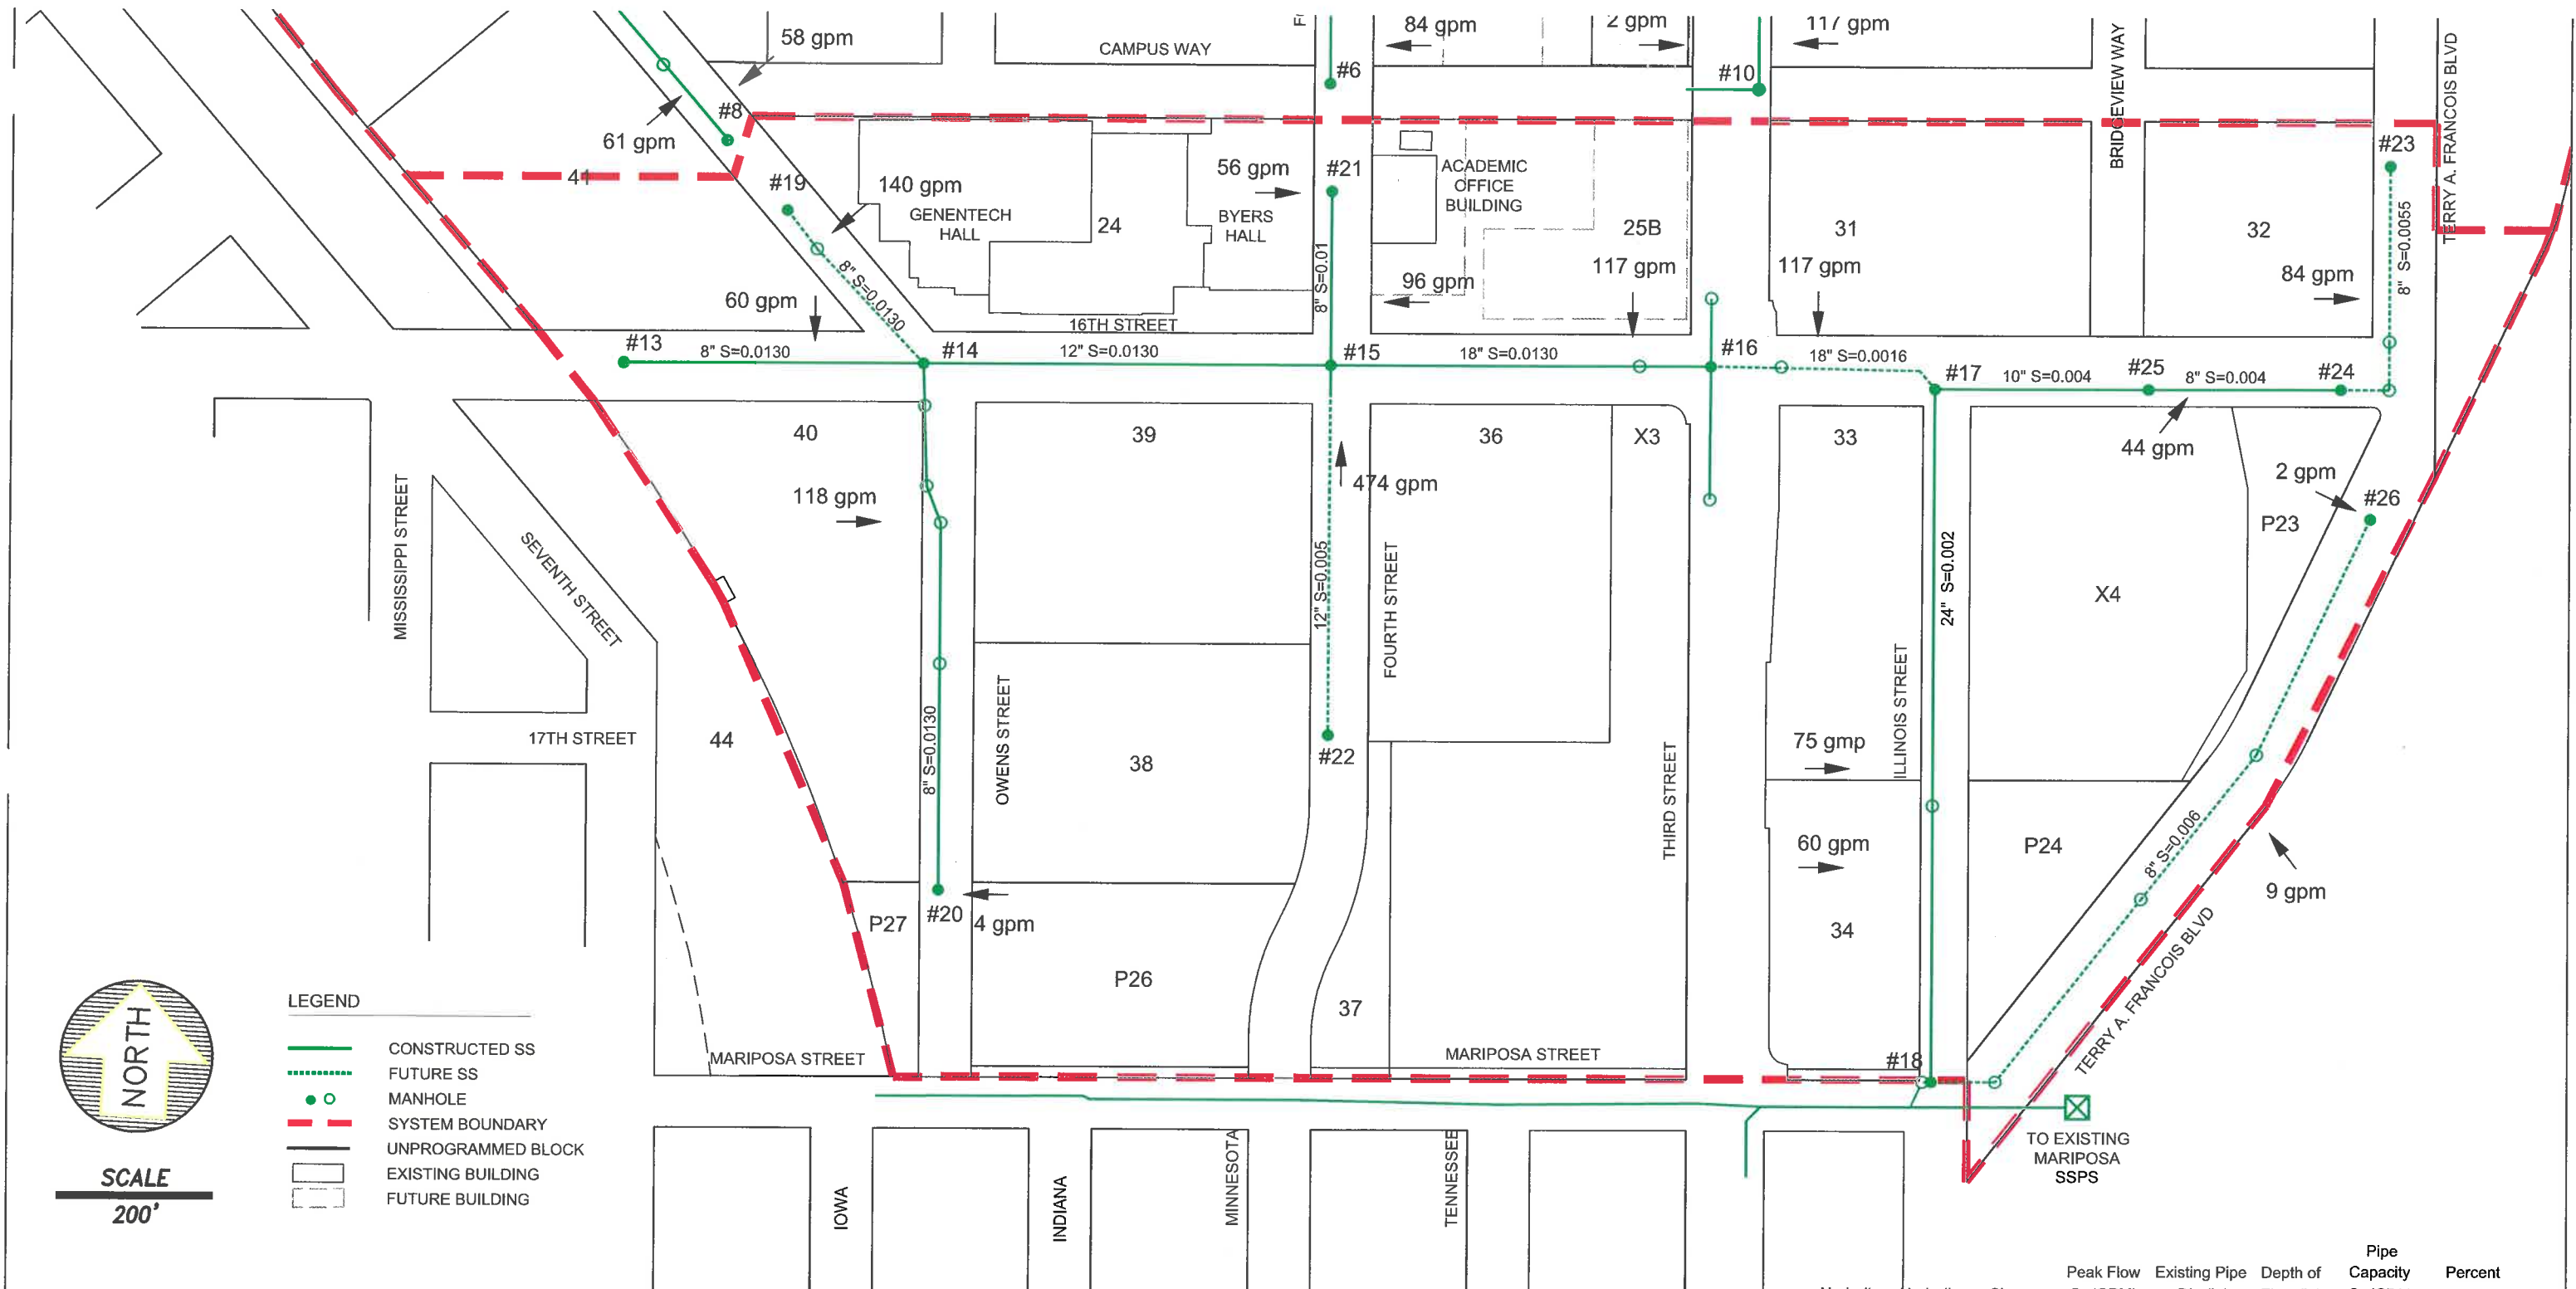 84 gpm
2 gpm
117 gpm
58 gpm
CAMPUS WAY
BRIDGEVIEW WAY
TERRY A. FRANCOIS BLVD
#6
#10
#8
61 gpm
#23
41
#19
140 gpm
GENENTECH
HALL
24
56 gpm
BYERS
HALL
#21
ACADEMIC
OFFICE
BUILDING
25B
31
32
8" S=0.0055
8" S=0.01
8" S=0.0130
117 gpm
117 gpm
84 gpm
96 gpm
60 gpm
16TH STREET
#13
8" S=0.0130
#14
12" S=0.0130
#15
18" S=0.0130
#16
18" S=0.0016
#17
10" S=0.004
#25
8" S=0.004
#24
40
39
36
X3
33
44 gpm
118 gpm
474 gpm
2 gpm
#26
P23
MISSISSIPPI STREET
SEVENTH STREET
12" S=0.005
FOURTH STREET
24" S=0.002
X4
17TH STREET
44
8" S=0.0130
OWENS STREET
38
#22
THIRD STREET
75 gmp
ILLINOIS STREET
60 gpm
P24
8" S=0.006
9 gpm
P27
#20
4 gpm
34
P26
37
TERRY A. FRANCOIS BLVD
MARIPOSA STREET
MARIPOSA STREET
#18
NORTH
SCALE
200'
LEGEND
CONSTRUCTED SS
FUTURE SS
MANHOLE
SYSTEM BOUNDARY
UNPROGRAMMED BLOCK
EXISTING BUILDING
FUTURE BUILDING
IOWA
INDIANA
MINNESOTA
TENNESSEE
TO EXISTING
MARIPOSA
SSPS
Pipe
Peak Flow Existing Pipe Depth of Capacity Percent